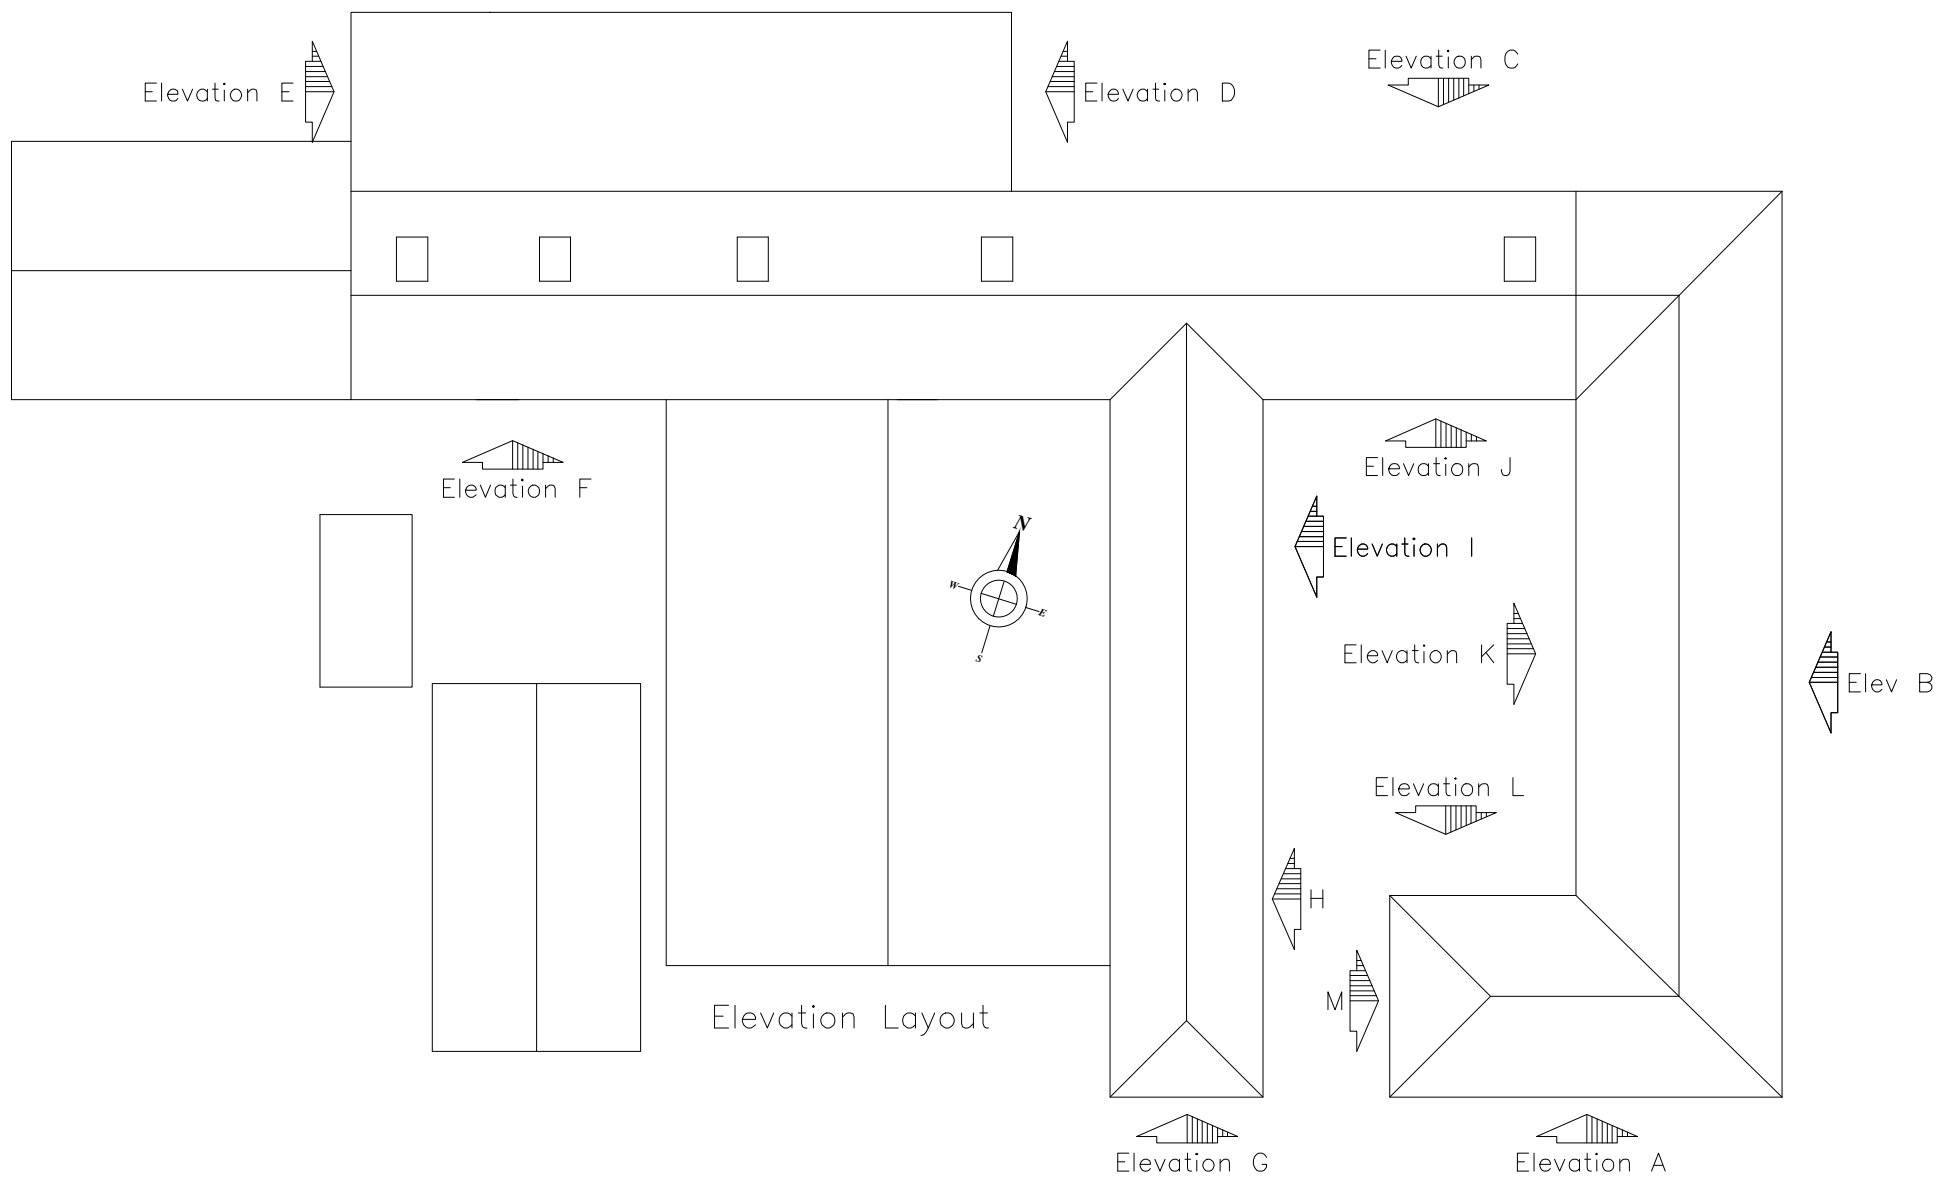 Elevation C
Elevation E
Elevation D
Elevation J
Elevation F
N
Elevation I
W
E
S
Elevation K
Elev B
Elevation L
H
M
Elevation Layout
Elevation G
Elevation A